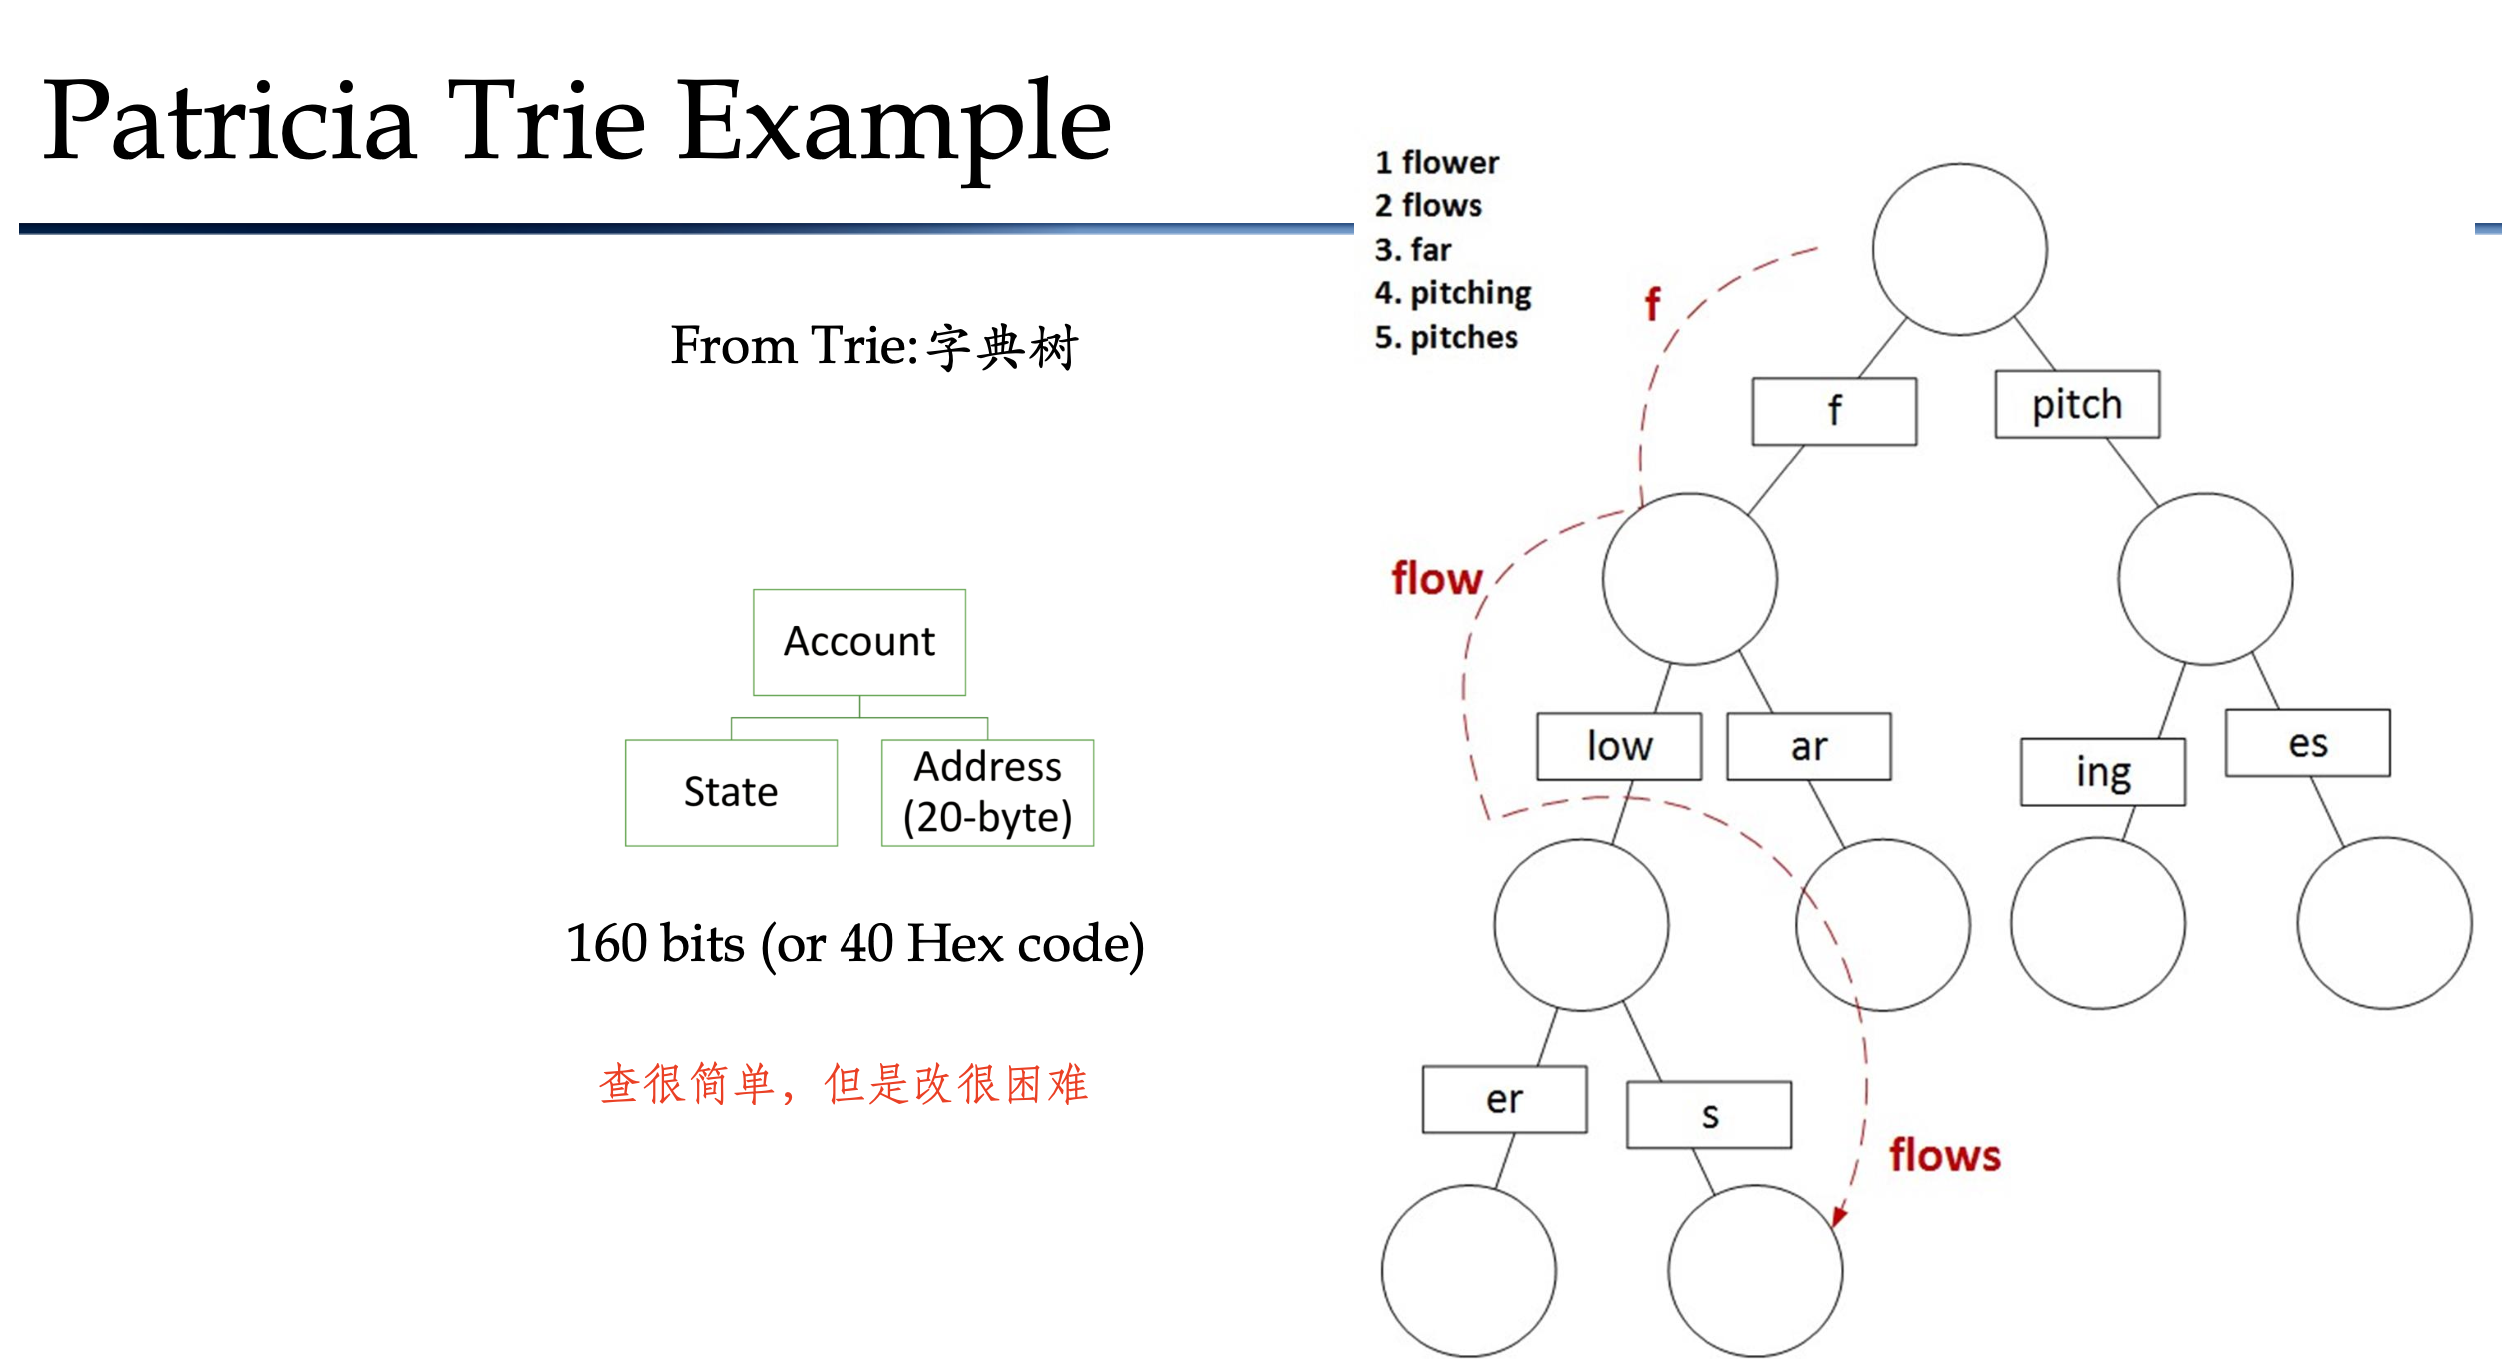 Patricia Trie Example
From Trie:字典树
Account
State
Address
(20-byte)
160 bits (or 40 Hex code)
查很简单，但是改很困难
1 flower
2 flows
3. far
4. pitching
5. pitches
f
f
pitch
flow
low
ar
ing
es
er
s
flows